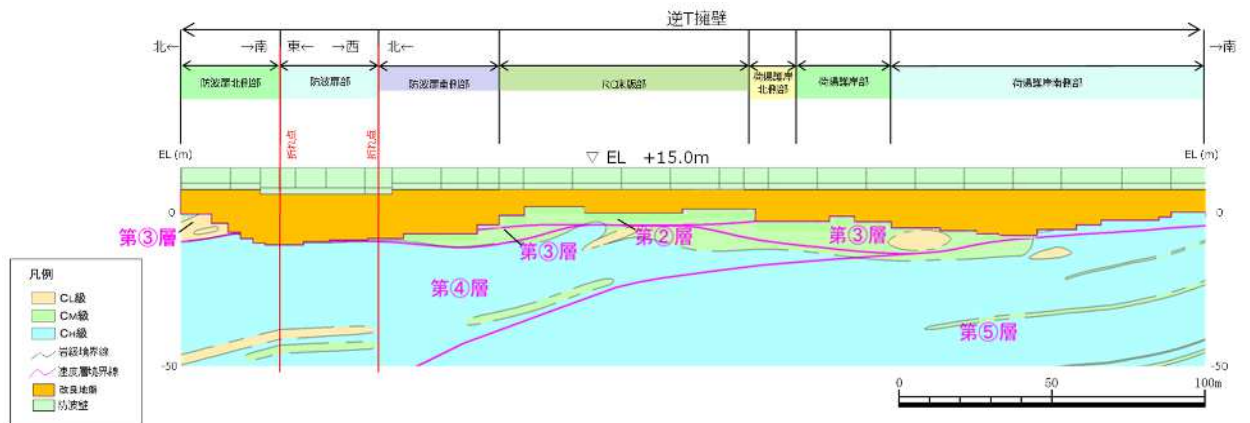 逆T擁壁
北← →南 東← →西 北← →南
防波扉北側部 防波扉部 防波扉南側部 RC床版部 荷揚護岸北側部 荷揚護岸部 荷揚護岸南側部
折れ点 折れ点
EL (m) ▽ EL +15.0m EL (m)
0 0
第③層 第③層 第②層 第③層
第④層
第⑤層
-50 -50
0 50 100m
凡例
CL級
CM級
CH級
岩級境界線
速度層境界線
改良地盤
防波壁